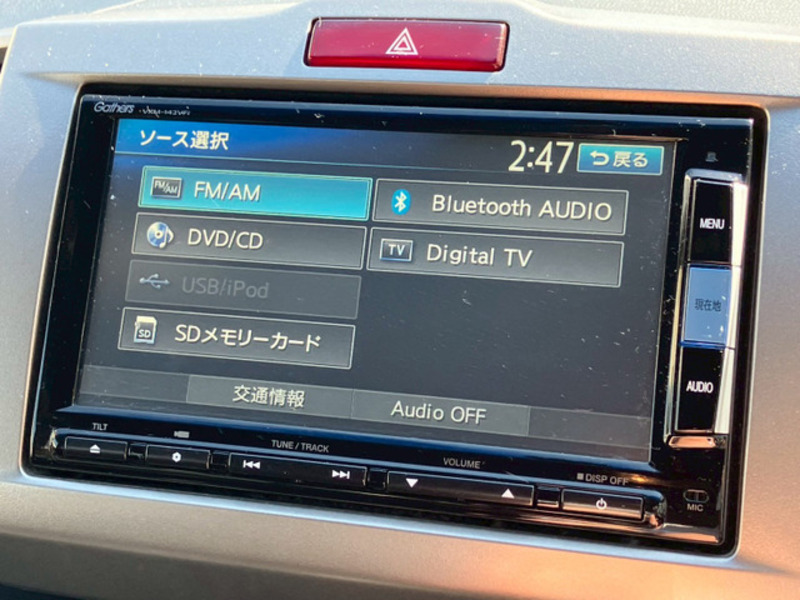 Gathers
ソース選択
2:47
戻る
FM/AM
FM/AM
Bluetooth AUDIO
DVD/CD
TV
Digital TV
USB/iPod
SD
SDメモリーカード
交通情報
Audio OFF
MENU
現在地
AUDIO
TILT
TUNE / TRACK
VOLUME
DISP OFF
MIC